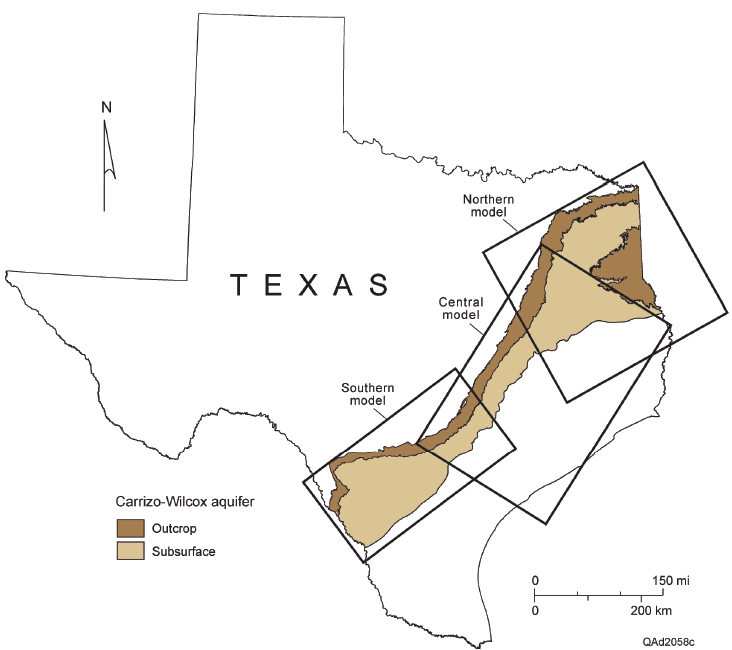 N
Northern
model
TEXAS
Central
model
Southern
model
Carrizo-Wilcox aquifer
Outcrop
Subsurface
0 150 mi
0 200 km
QAd2058c